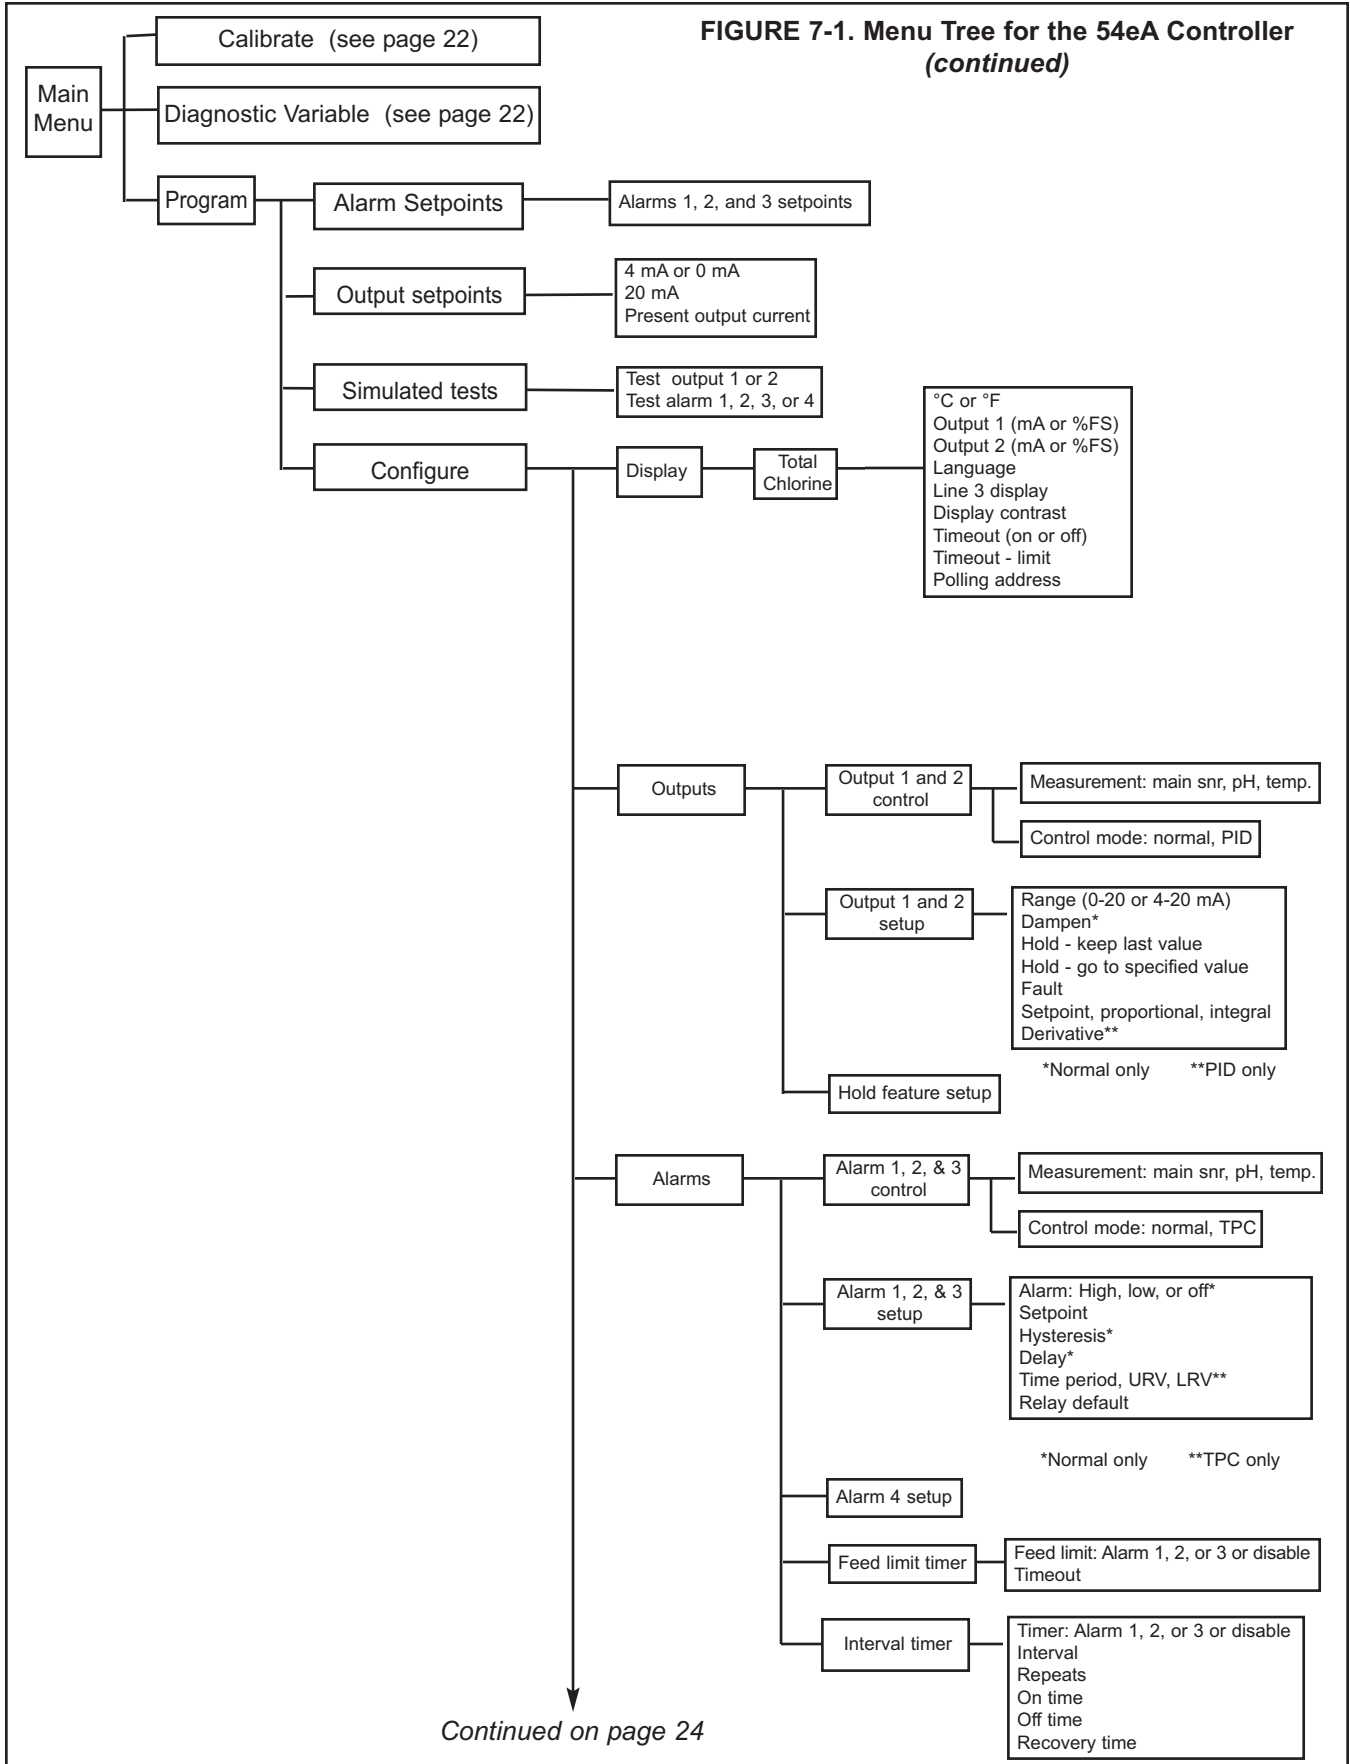 FIGURE 7-1. Menu Tree for the 54eA Controller
(continued)
Main
Menu
Calibrate (see page 22)
Diagnostic Variable (see page 22)
Program
Alarm Setpoints
Alarms 1, 2, and 3 setpoints
Output setpoints
4 mA or 0 mA
20 mA
Present output current
Simulated tests
Test output 1 or 2
Test alarm 1, 2, 3, or 4
Configure
Display
Total
Chlorine
°C or °F
Output 1 (mA or %FS)
Output 2 (mA or %FS)
Language
Line 3 display
Display contrast
Timeout (on or off)
Timeout - limit
Polling address
Outputs
Output 1 and 2
control
Measurement: main snr, pH, temp.
Control mode: normal, PID
Output 1 and 2
setup
Range (0-20 or 4-20 mA)
Dampen*
Hold - keep last value
Hold - go to specified value
Fault
Setpoint, proportional, integral
Derivative**
*Normal only **PID only
Hold feature setup
Alarms
Alarm 1, 2, & 3
control
Measurement: main snr, pH, temp.
Control mode: normal, TPC
Alarm 1, 2, & 3
setup
Alarm: High, low, or off*
Setpoint
Hysteresis*
Delay*
Time period, URV, LRV**
Relay default
*Normal only **TPC only
Alarm 4 setup
Feed limit timer
Feed limit: Alarm 1, 2, or 3 or disable
Timeout
Interval timer
Timer: Alarm 1, 2, or 3 or disable
Interval
Repeats
On time
Off time
Recovery time
Continued on page 24